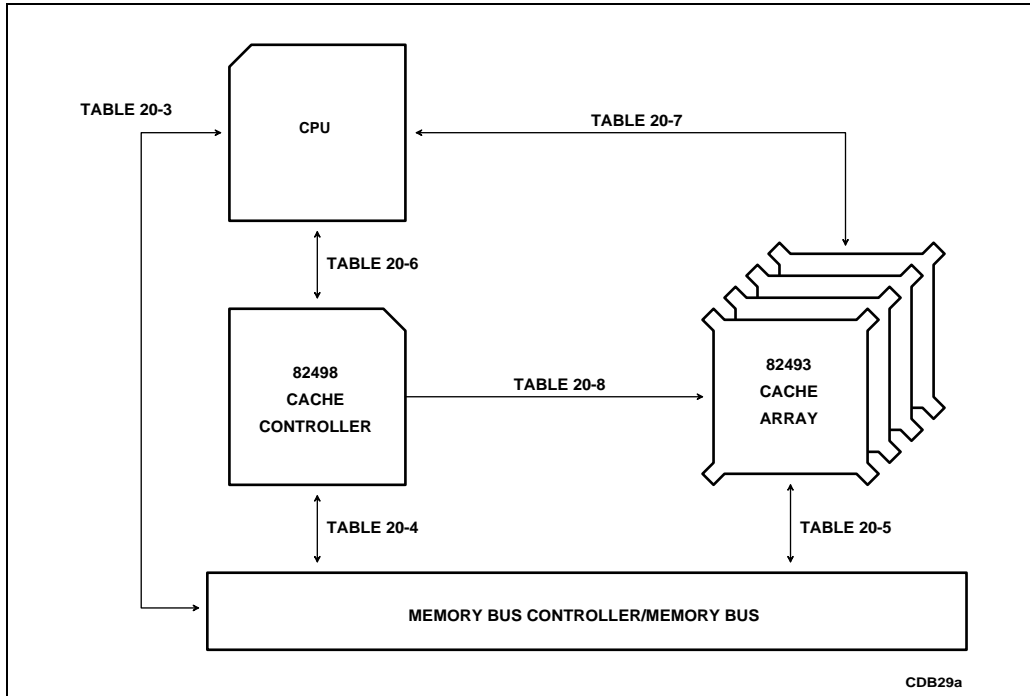 TABLE 20-3
CPU
TABLE 20-7
TABLE 20-6
82498
CACHE
CONTROLLER
TABLE 20-8
82493
CACHE
ARRAY
TABLE 20-4
TABLE 20-5
MEMORY BUS CONTROLLER/MEMORY BUS
CDB29a